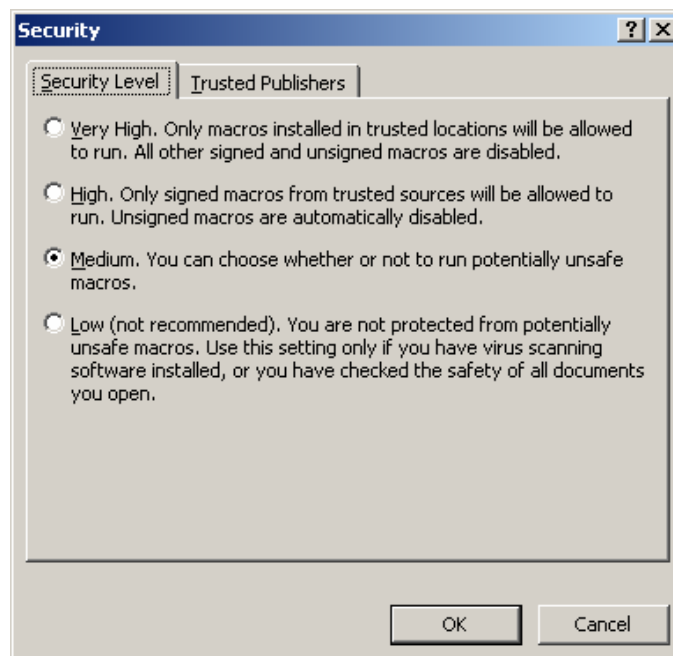 Security
Security Level
Trusted Publishers
Very High. Only macros installed in trusted locations will be allowed
to run. All other signed and unsigned macros are disabled.
High. Only signed macros from trusted sources will be allowed to
run. Unsigned macros are automatically disabled.
Medium. You can choose whether or not to run potentially unsafe
macros.
Low (not recommended). You are not protected from potentially
unsafe macros. Use this setting only if you have virus scanning
software installed, or you have checked the safety of all documents
you open.
OK
Cancel